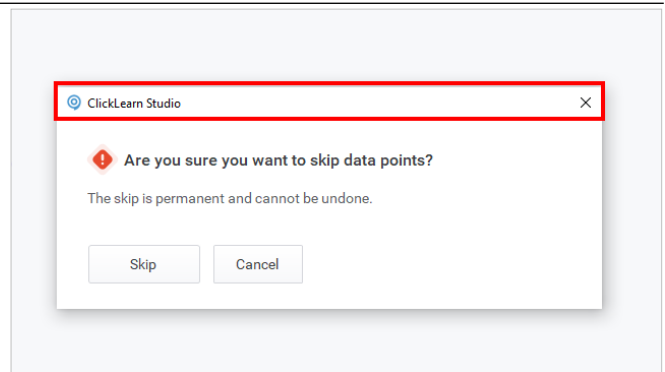 ClickLearn Studio
Are you sure you want to skip data points?
The skip is permanent and cannot be undone.
Skip
Cancel